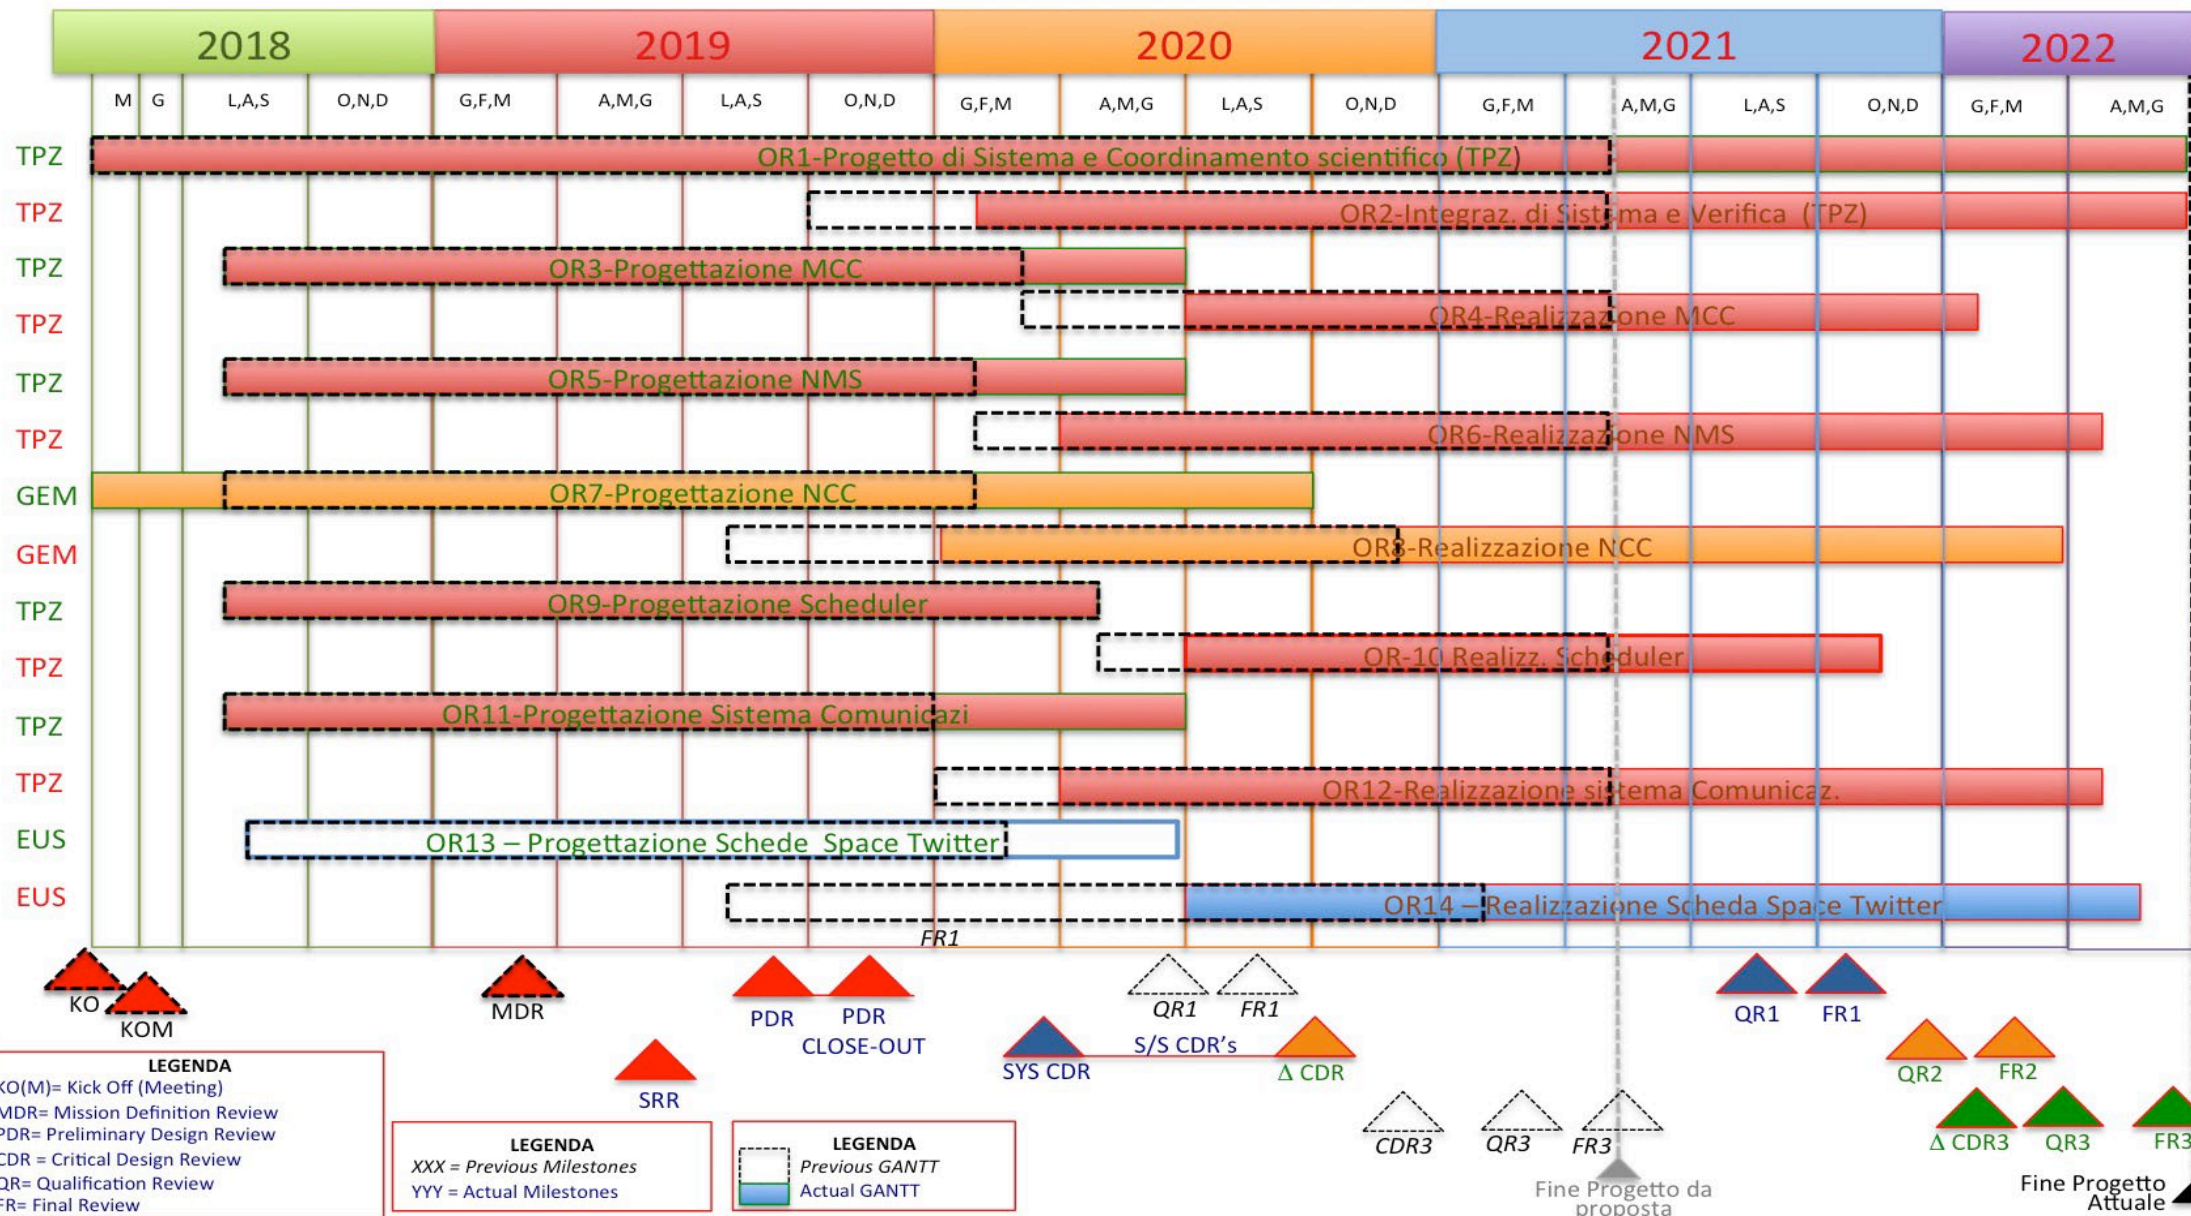 2018 2019 2020 2021 2022
M G L,A,S O,N,D G,F,M A,M,G L,A,S O,N,D G,F,M A,M,G L,A,S O,N,D G,F,M A,M,G L,A,S O,N,D G,F,M A,M,G
TPZ OR1-Progetto di Sistema e Coordinamento scientifico (TPZ)
TPZ OR2-Integraz. di Sistema e Verifica (TPZ)
TPZ OR3-Progettazione MCC
TPZ OR4-Realizzazione MCC
TPZ OR5-Progettazione NMS
TPZ OR6-Realizzazione NMS
GEM OR7-Progettazione NCC
GEM OR8-Realizzazione NCC
TPZ OR9-Progettazione Scheduler
TPZ OR-10 Realizz. Scheduler
TPZ OR11-Progettazione Sistema Comunicazi
TPZ OR12-Realizzazione sistema Comunicaz.
EUS OR13 – Progettazione Schede Space Twitter
EUS OR14 – Realizzazione Scheda Space Twitter
FR1
KO
KOM
MDR
SRR
PDR
PDR
CLOSE-OUT
QR1 FR1
SYS CDR S/S CDR's Δ CDR
CDR3 QR3 FR3
QR1 FR1
QR2 FR2
Δ CDR3 QR3 FR3
Fine Progetto da
proposta
Fine Progetto
Attuale
LEGENDA
KO(M)= Kick Off (Meeting)
MDR= Mission Definition Review
PDR= Preliminary Design Review
CDR = Critical Design Review
QR= Qualification Review
FR= Final Review
LEGENDA
XXX = Previous Milestones
YYY = Actual Milestones
LEGENDA
Previous GANTT
Actual GANTT